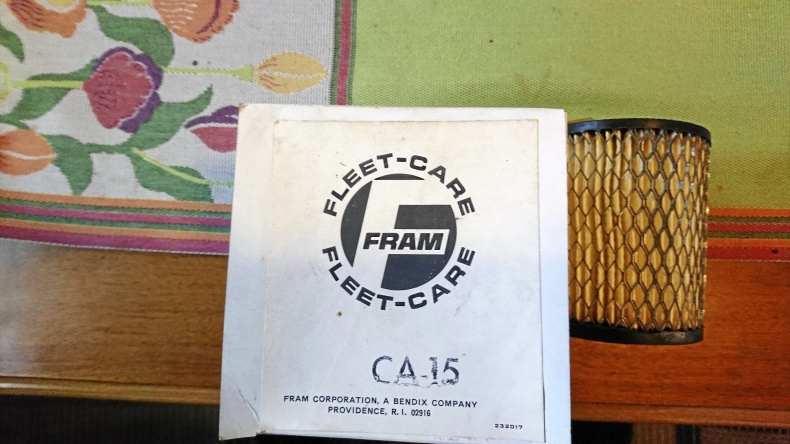 FLEET-CARE
FRAM
FLEET-CARE
CA-15
FRAM CORPORATION, A BENDIX COMPANY
PROVIDENCE, R. I. 02916
232017